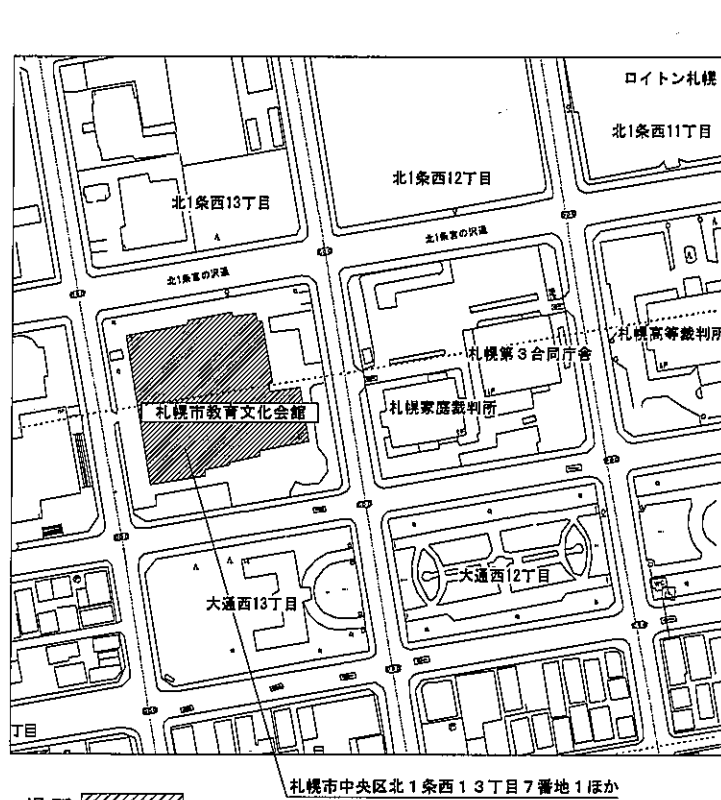 ロイトン札幌
北1条西11丁目
北1条西12丁目
北1条西13丁目
北1条宮の沢通
北1条宮の沢通
札幌高等裁判所
札幌第3合同庁舎
札幌家庭裁判所
札幌市教育文化会館
大通西12丁目
大通西13丁目
丁目
札幌市中央区北1条西13丁目7番地1ほか